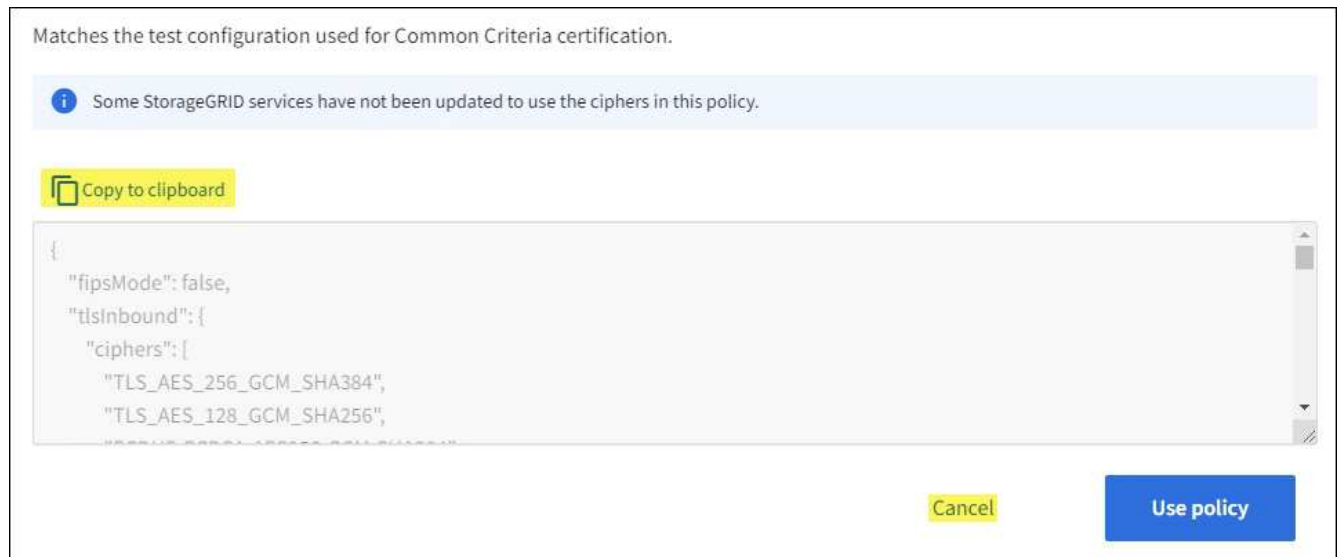 Matches the test configuration used for Common Criteria certification.
Some StorageGRID services have not been updated to use the ciphers in this policy.
Copy to clipboard
{
"fipsMode": false,
"tlsInbound": {
"ciphers": [
"TLS_AES_256_GCM_SHA384",
"TLS_AES_128_GCM_SHA256",
Cancel
Use policy